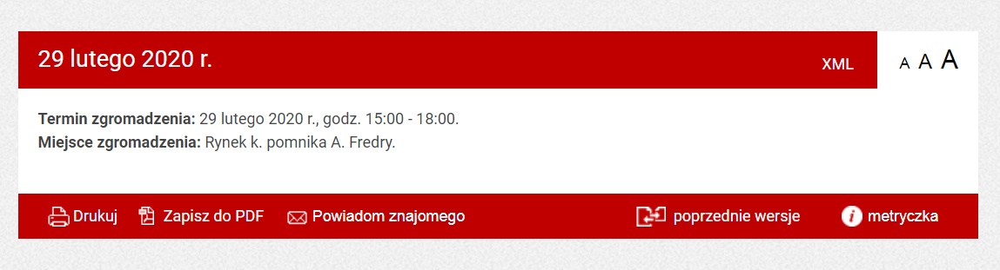 29 lutego 2020 r.
XML
A A A
Termin zgromadzenia: 29 lutego 2020 r., godz. 15:00 - 18:00.
Miejsce zgromadzenia: Rynek k. pomnika A. Fredry.
Drukuj Zapisz do PDF Powiadom znajomego poprzednie wersje metryczka